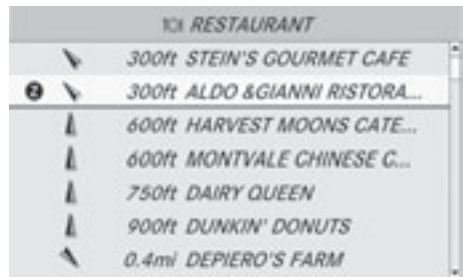 RESTAURANT
300ft STEIN'S GOURMET CAFE
2 300ft ALDO &GIANNI RISTORA...
600ft HARVEST MOONS CATE...
600ft MONTVALE CHINESE C...
750ft DAIRY QUEEN
900ft DUNKIN' DONUTS
0.4mi DEPIERO'S FARM